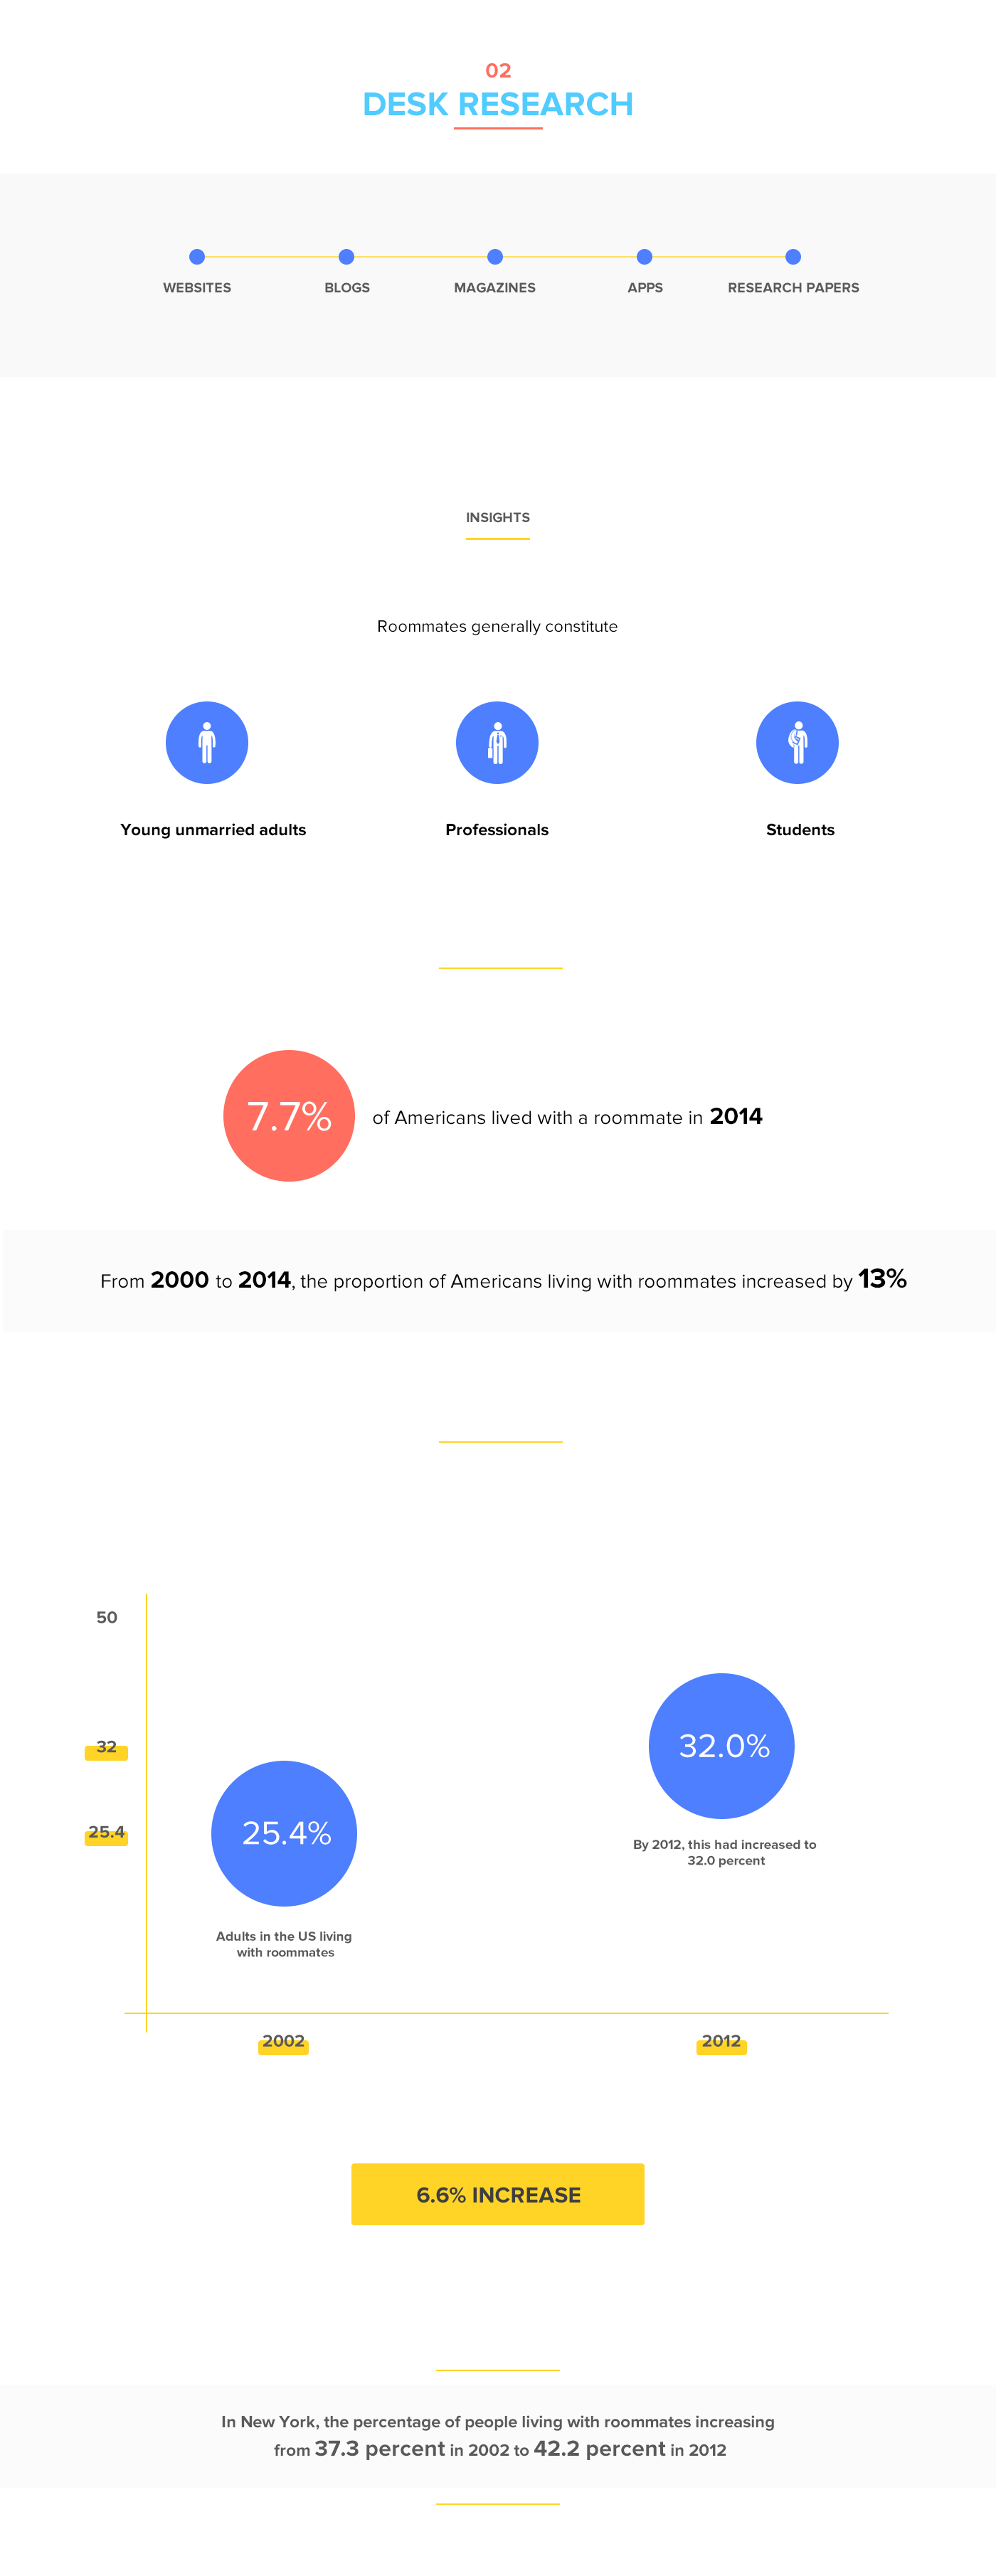 02
DESK RESEARCH
WEBSITES
BLOGS
MAGAZINES
APPS
RESEARCH PAPERS
INSIGHTS
Roommates generally constitute
Young unmarried adults
Professionals
Students
7.7% of Americans lived with a roommate in 2014
From 2000 to 2014, the proportion of Americans living with roommates increased by 13%
50
32
25.4
32.0%
By 2012, this had increased to
32.0 percent
25.4%
Adults in the US living
with roommates
2002
2012
6.6% INCREASE
In New York, the percentage of people living with roommates increasing
from 37.3 percent in 2002 to 42.2 percent in 2012